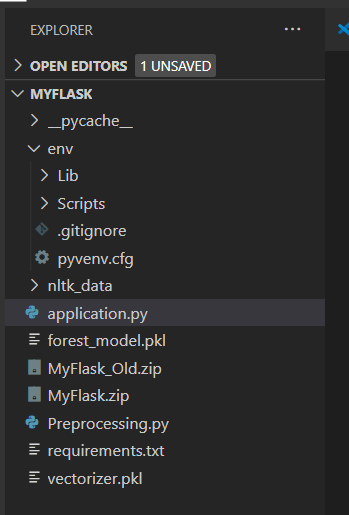 EXPLORER
OPEN EDITORS 1 UNSAVED
MYFLASK
__pycache__
env
Lib
Scripts
.gitignore
pyvenv.cfg
nltk_data
application.py
forest_model.pkl
MyFlask_Old.zip
MyFlask.zip
Preprocessing.py
requirements.txt
vectorizer.pkl